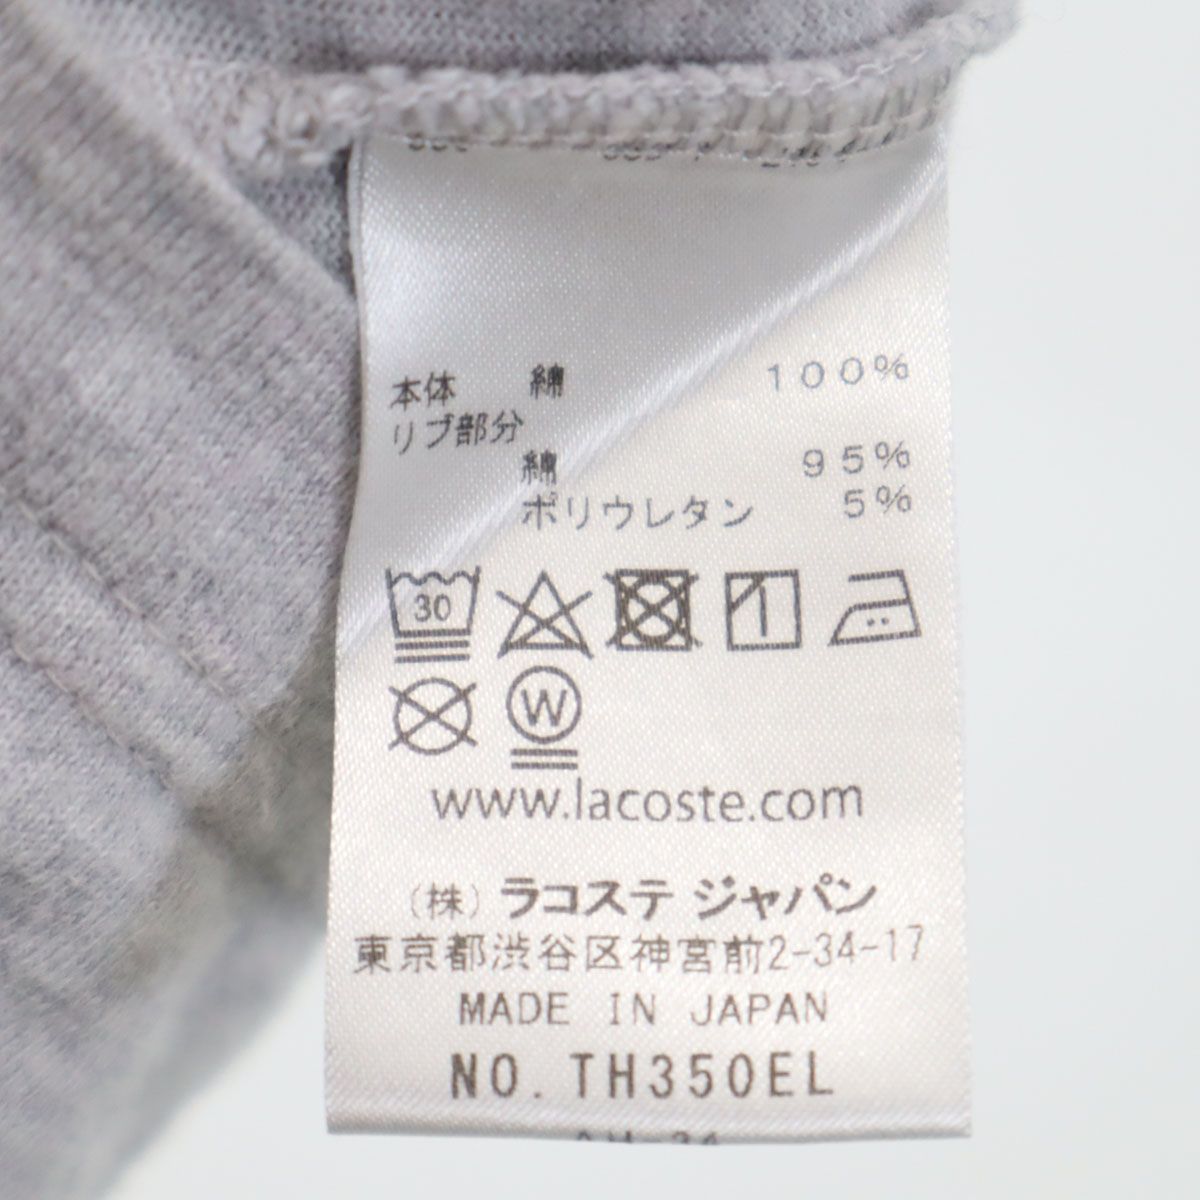 本体 綿 100%
リブ部分
綿 95%
ポリウレタン 5%
30
W
www.lacoste.com
(株) ラコステ ジャパン
東京都渋谷区神宮前2-34-17
MADE IN JAPAN
NO. TH350EL